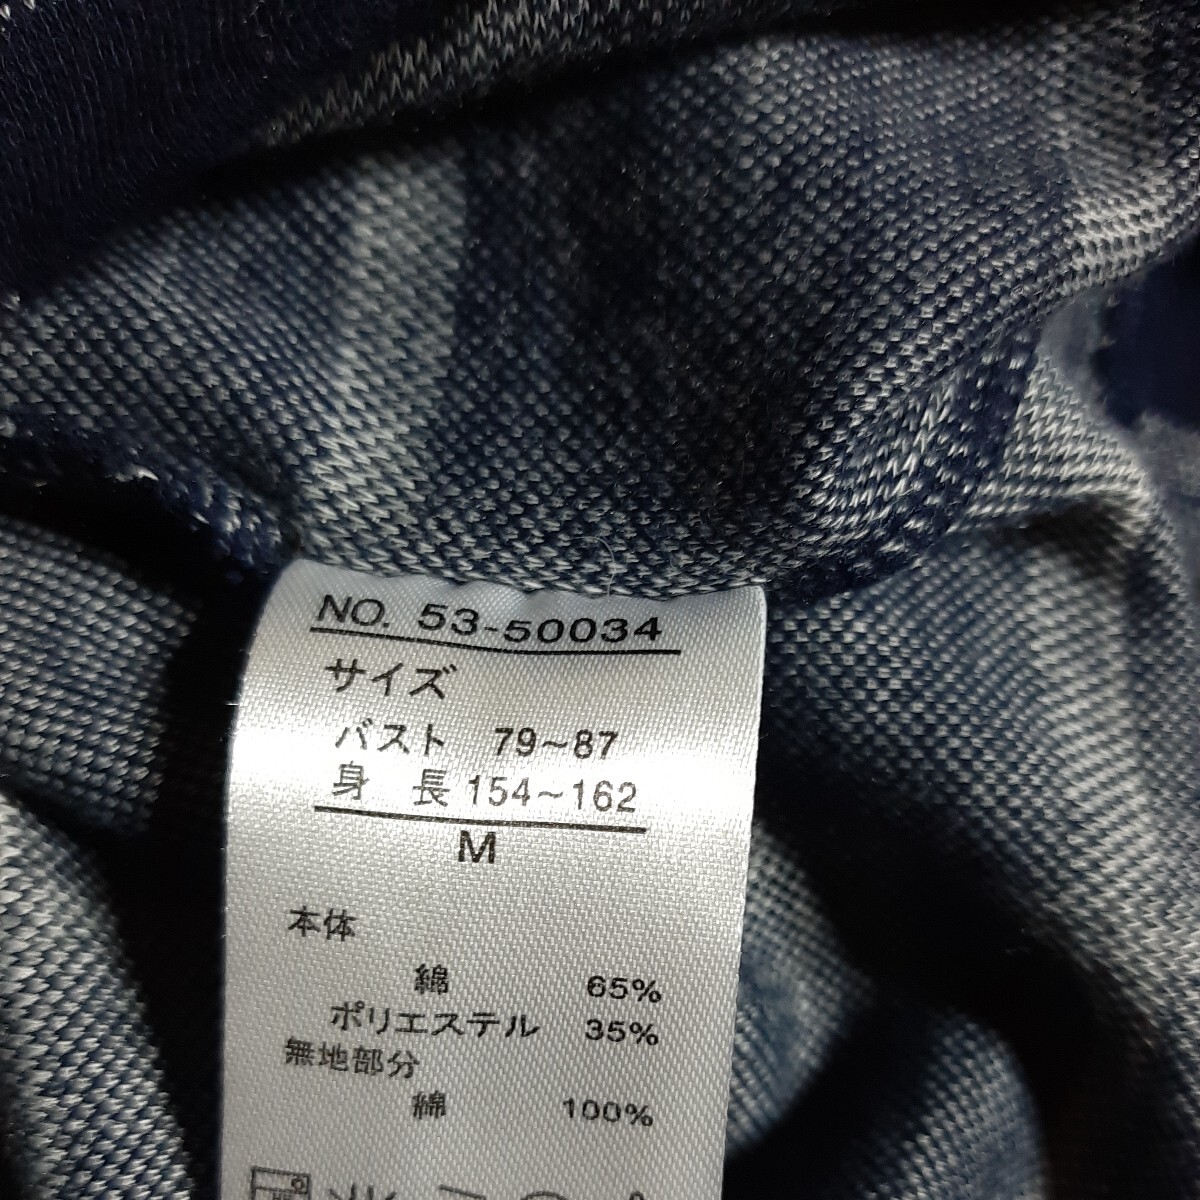 NO. 53-50034
サイズ
バスト 79~87
身 長 154~162
M
本体
綿 65%
ポリエステル 35%
無地部分
綿 100%